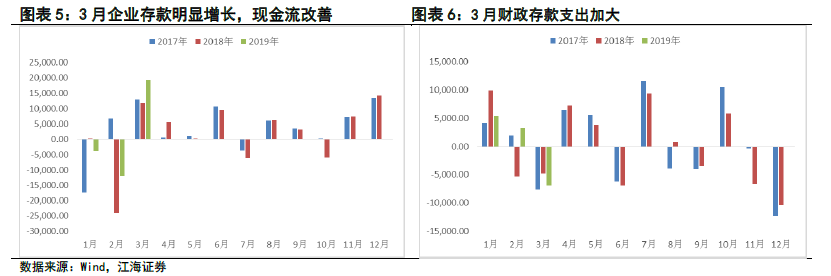 图表 5：3 月企业存款明显增长，现金流改善
2017年 2018年 2019年
25,000.00
20,000.00
15,000.00
10,000.00
5,000.00
0.00
-5,000.00
-10,000.00
-15,000.00
-20,000.00
-25,000.00
-30,000.00
1月 2月 3月 4月 5月 6月 7月 8月 9月 10月 11月 12月
图表 6：3 月财政存款支出加大
2017年 2018年 2019年
15,000.00
10,000.00
5,000.00
0.00
-5,000.00
-10,000.00
-15,000.00
1月 2月 3月 4月 5月 6月 7月 8月 9月 10月 11月 12月
数据来源：Wind，江海证券